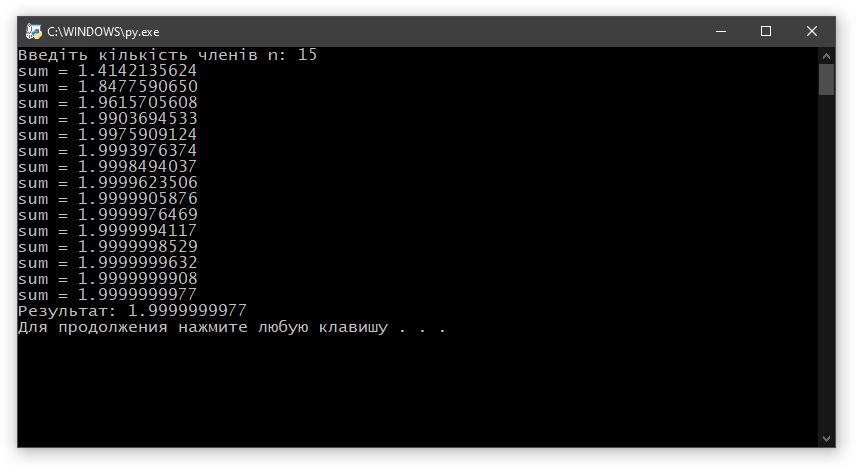 C:\WINDOWS\py.exe
Введіть кількість членів n: 15
sum = 1.4142135624
sum = 1.8477590650
sum = 1.9615705608
sum = 1.9903694533
sum = 1.9975909124
sum = 1.9993976374
sum = 1.9998494037
sum = 1.9999623506
sum = 1.9999905876
sum = 1.9999976469
sum = 1.9999994117
sum = 1.9999998529
sum = 1.9999999632
sum = 1.9999999908
sum = 1.9999999977
Результат: 1.9999999977
Для продолжения нажмите любую клавишу . . .